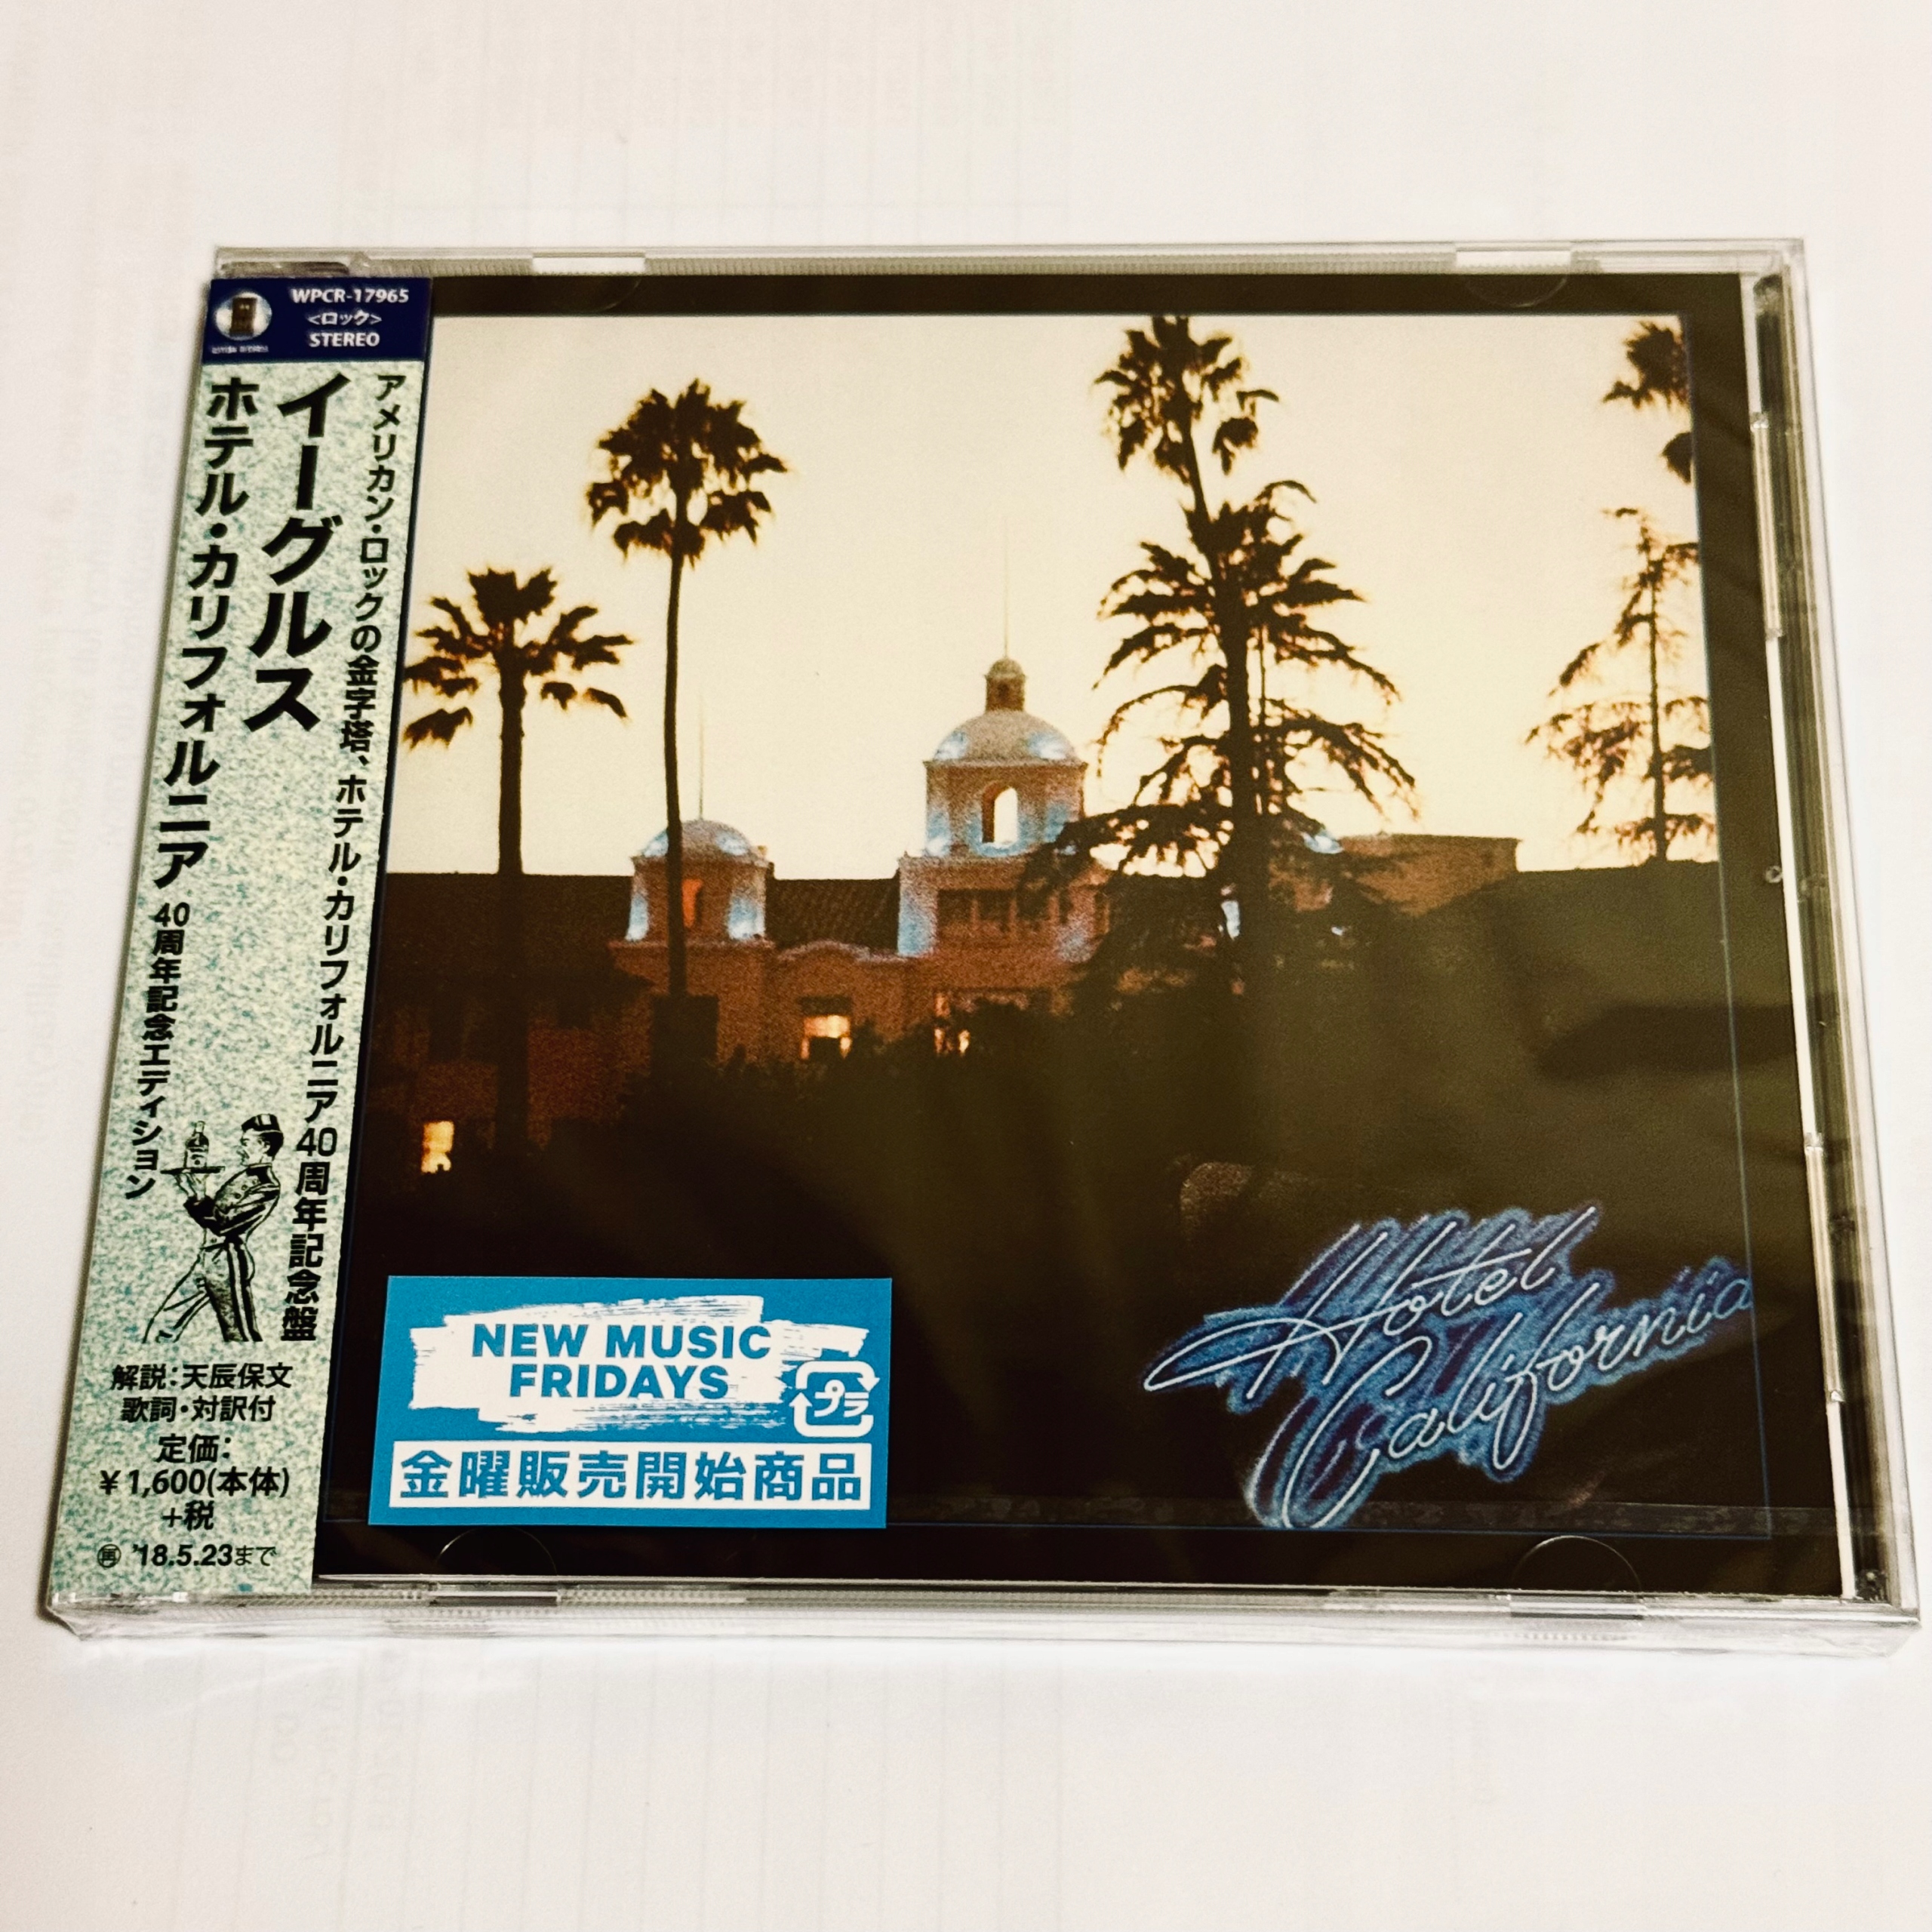 WPCR-17965
<ロック>
STEREO
アメリカン・ロックの金字塔、ホテル・カリフォルニア40周年記念盤
イーグルス
ホテル・カリフォルニア 40周年記念エディション
解説：天辰保文
歌詞・対訳付
定価：
¥1,600(本体)
+税
㋐再 '18.5.23まで
NEW MUSIC
FRIDAYS
プラ
金曜販売開始商品
Hotel
California